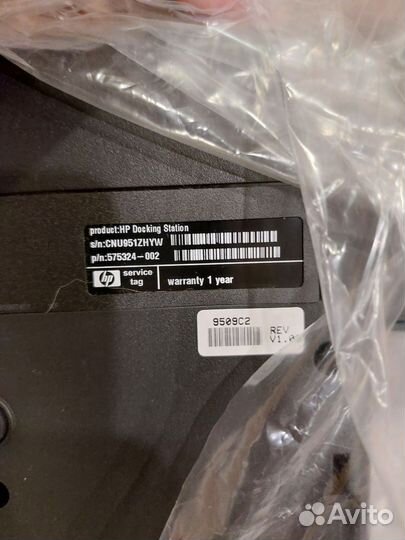 product:HP Docking Station
s/n:CNU951ZHYW
p/n:575324-002
hp
service
tag
warranty 1 year
9509C2
REV
V1.0
Avito